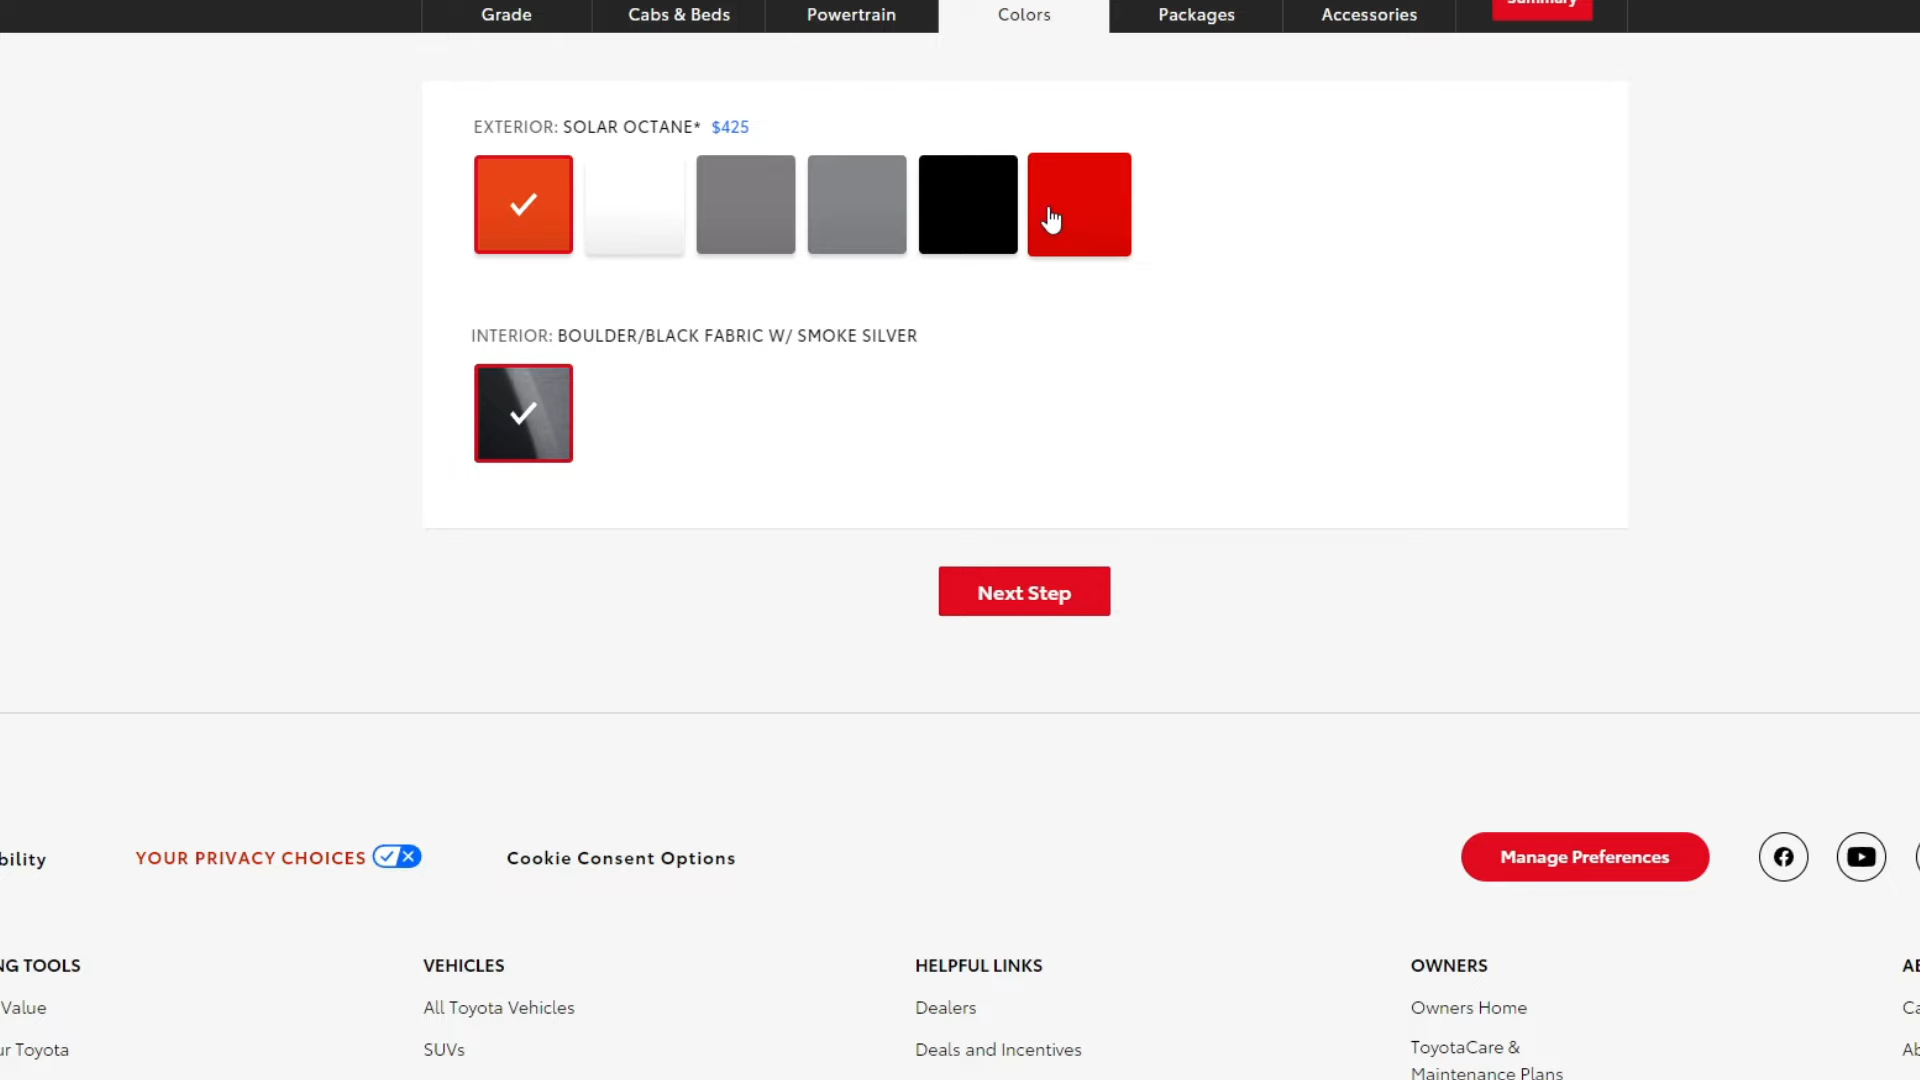 Grade
Cabs & Beds
Powertrain
Colors
Packages
Accessories
Summary
EXTERIOR: SOLAR OCTANE* $425
INTERIOR: BOULDER/BLACK FABRIC W/ SMOKE SILVER
Next Step
bility
YOUR PRIVACY CHOICES
Cookie Consent Options
Manage Preferences
NG TOOLS
Value
ur Toyota
VEHICLES
All Toyota Vehicles
SUVs
HELPFUL LINKS
Dealers
Deals and Incentives
OWNERS
Owners Home
ToyotaCare &
Maintenance Plans